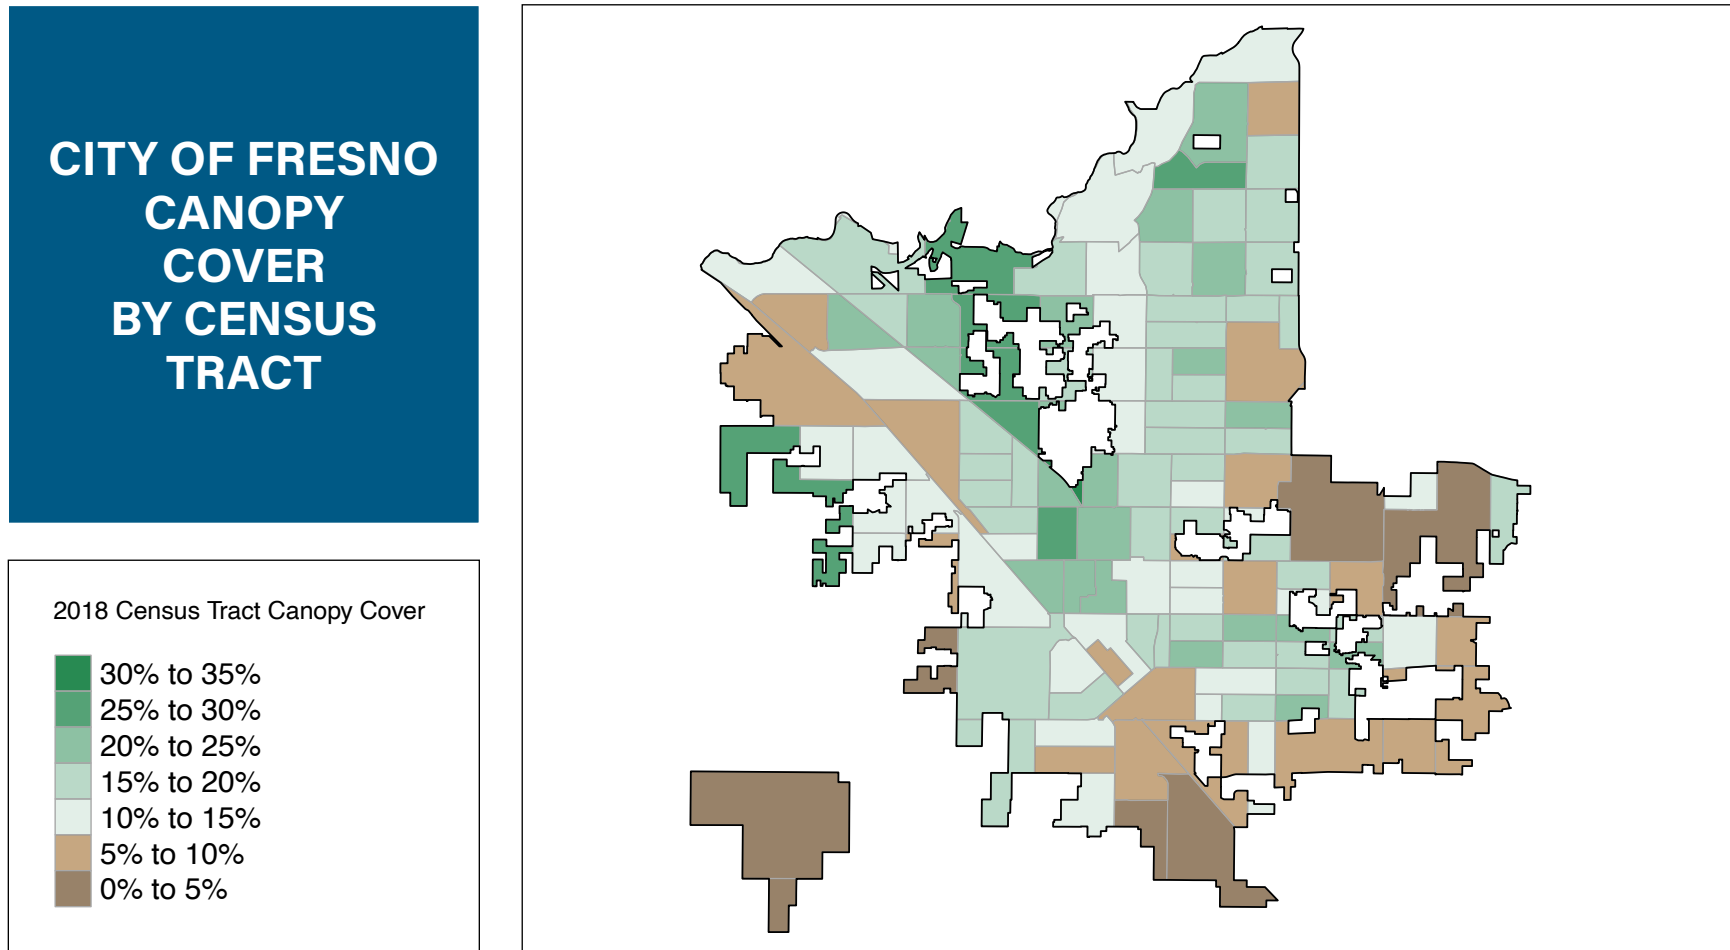 CITY OF FRESNO
CANOPY
COVER
BY CENSUS
TRACT
2018 Census Tract Canopy Cover
30% to 35%
25% to 30%
20% to 25%
15% to 20%
10% to 15%
5% to 10%
0% to 5%